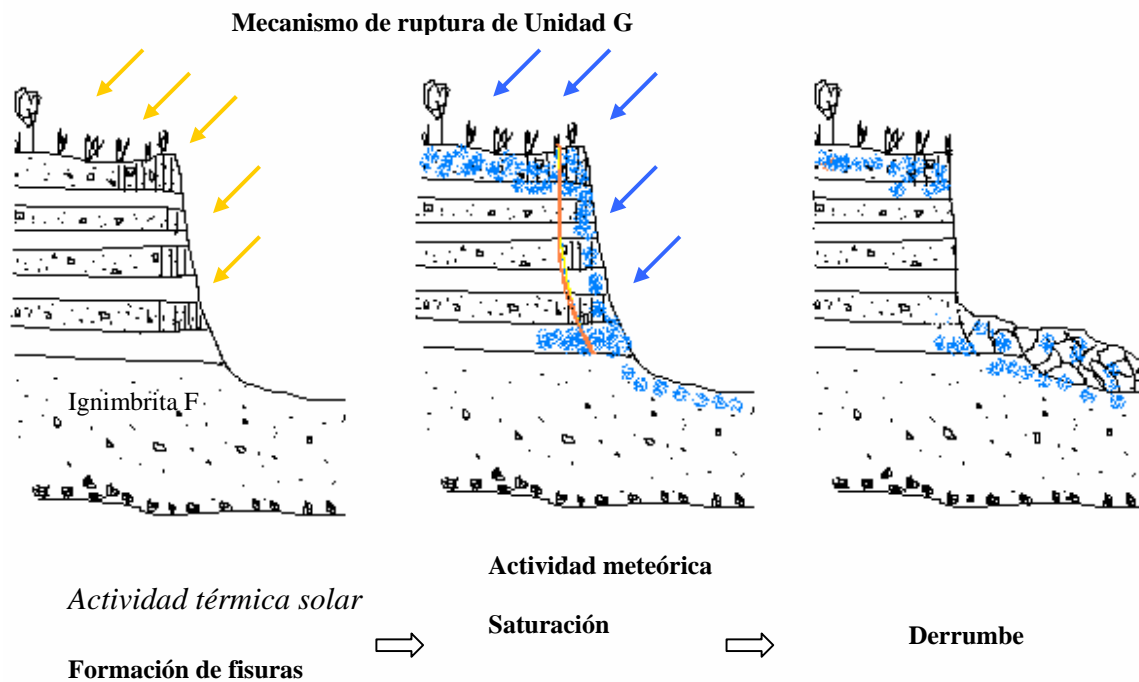 Mecanismo de ruptura de Unidad G
Ignimbrita F
Actividad térmica solar
Formación de fisuras
Actividad meteórica
Saturación
Derrumbe